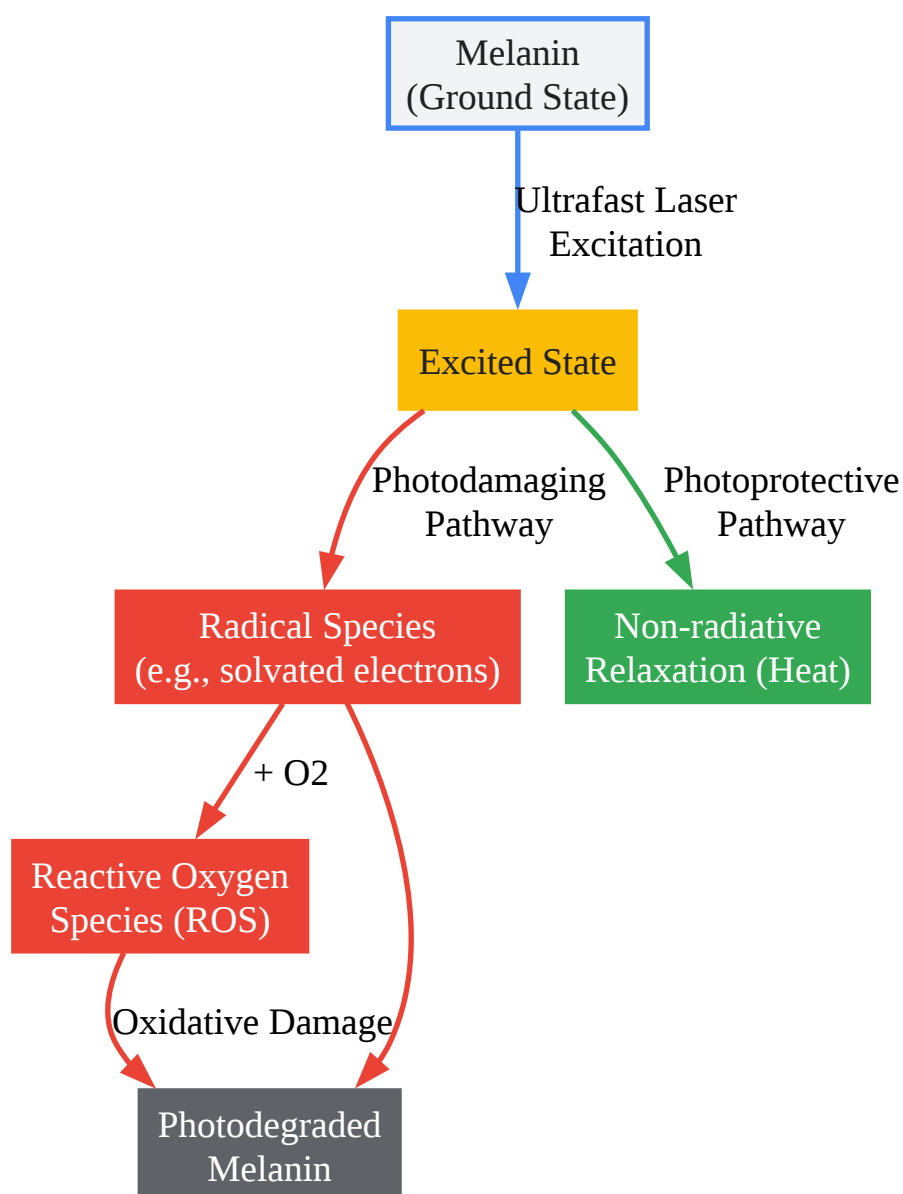 Melanin
(Ground State)
Ultrafast Laser
Excitation
Excited State
Photodamaging
Pathway
Photoprotective
Pathway
Radical Species
(e.g., solvated electrons)
Non-radiative
Relaxation (Heat)
+ O2
Reactive Oxygen
Species (ROS)
Oxidative Damage
Photodegraded
Melanin